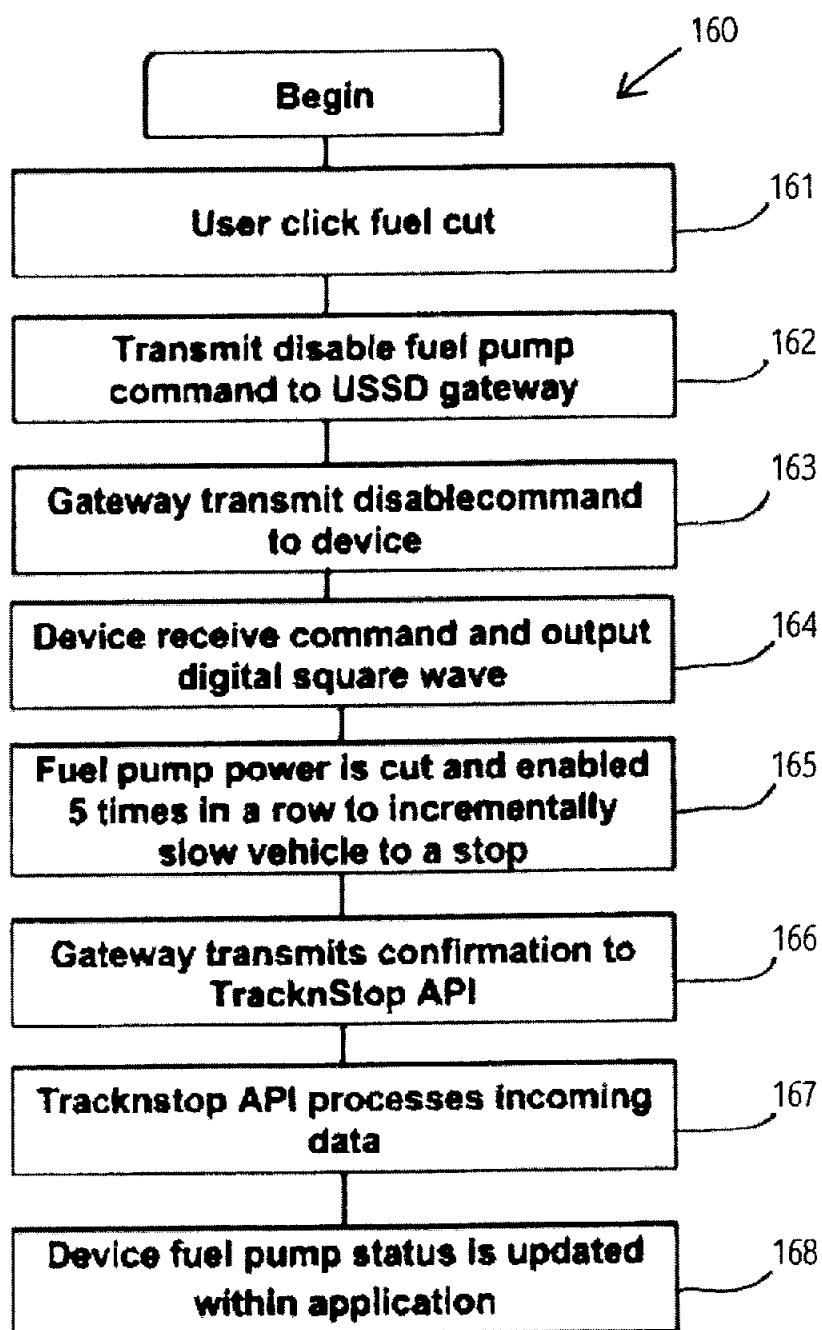 160
Begin
161
User click fuel cut
162
Transmit disable fuel pump
command to USSD gateway
163
Gateway transmit disablecommand
to device
164
Device receive command and output
digital square wave
165
Fuel pump power is cut and enabled
5 times in a row to incrementally
slow vehicle to a stop
166
Gateway transmits confirmation to
TracknStop API
167
Tracknstop API processes incoming
data
168
Device fuel pump status is updated
within application